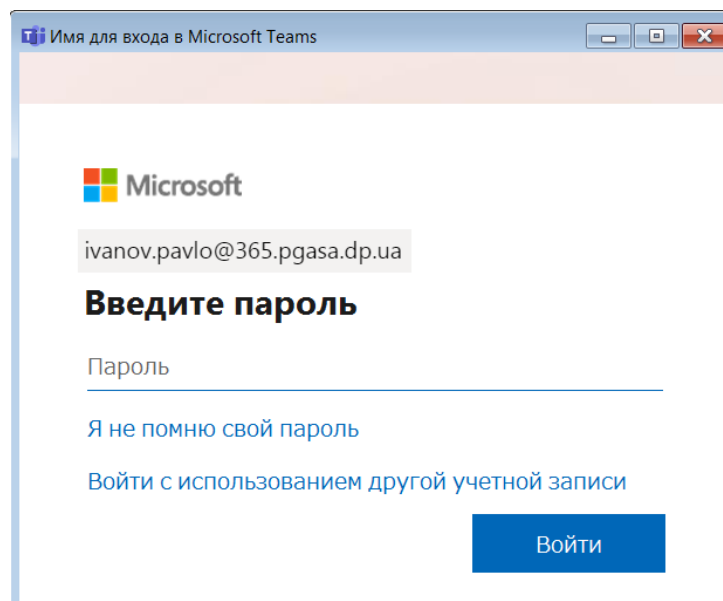 Имя для входа в Microsoft Teams
Microsoft
ivanov.pavlo@365.pgasa.dp.ua
Введите пароль
Пароль
Я не помню свой пароль
Войти с использованием другой учетной записи
Войти